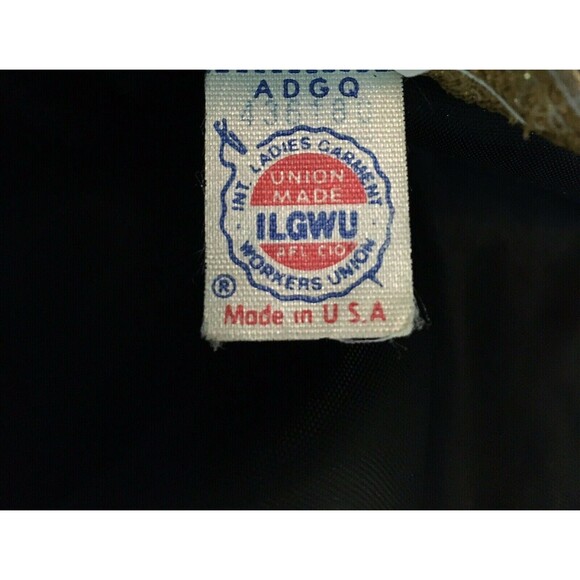 ADGQ
INT. LADIES GARMENT
UNION
MADE
ILGWU
AFL CIO
WORKERS UNION
®
Made in U S.A